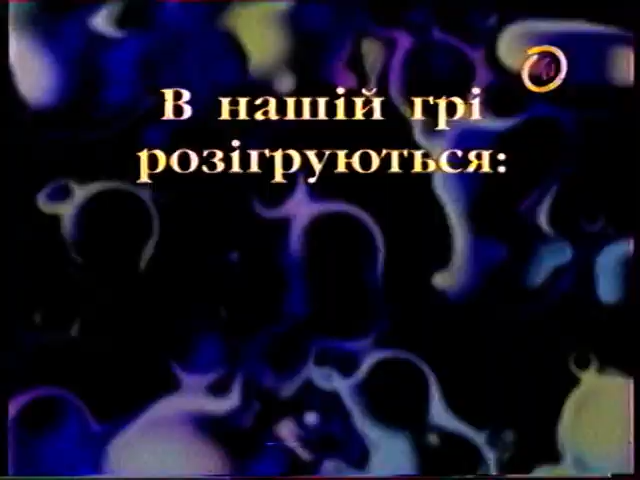 В нашій грі
розігруються: